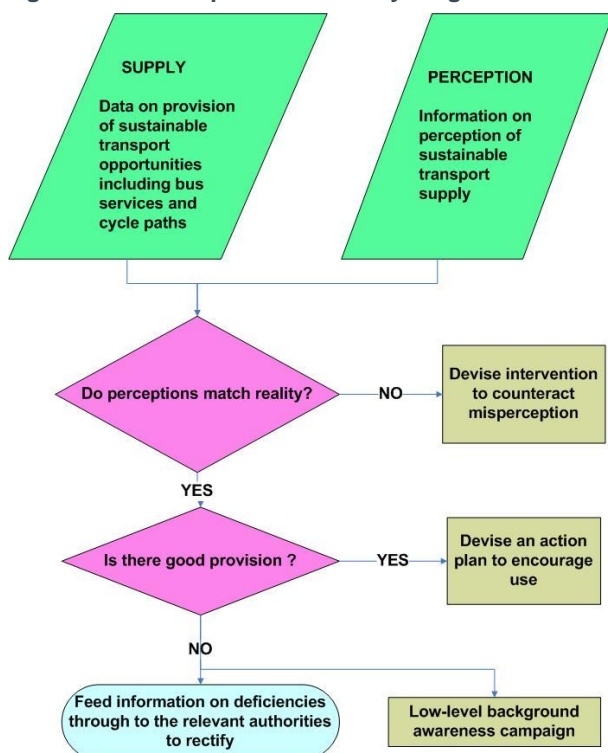 SUPPLY
Data on provision
of sustainable
transport
opportunities
including bus
services and
cycle paths
PERCEPTION
Information on
perception of
sustainable
transport
supply
Do perceptions match reality?
NO
Devise intervention
to counteract
misperception
YES
Is there good provision ?
YES
Devise an action
plan to encourage
use
NO
Feed information on deficiencies
through to the relevant authorities
to rectify
Low-level background
awareness campaign